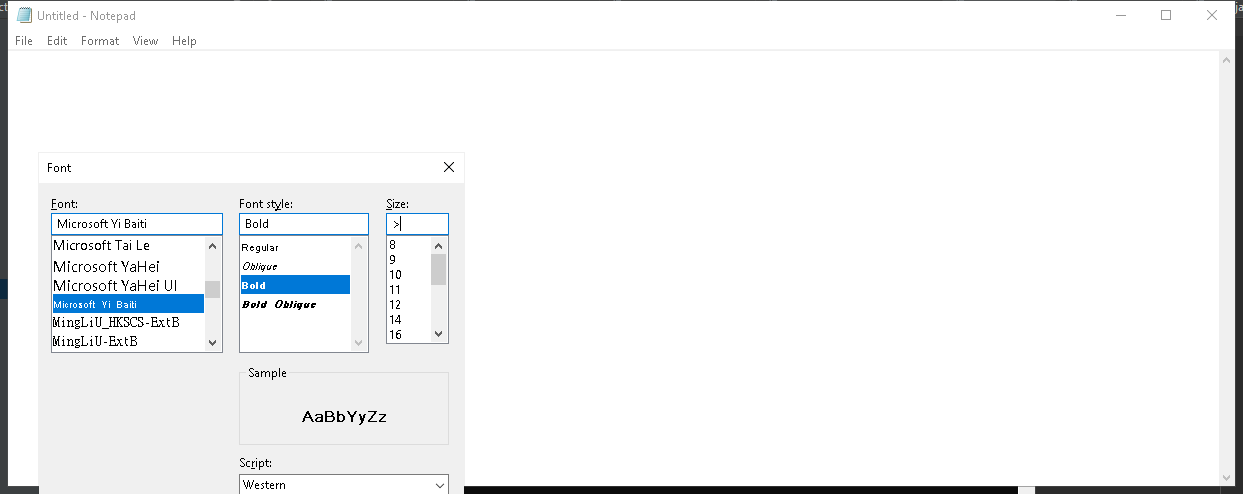 Untitled - Notepad
File Edit Format View Help
Font
Font: Font style: Size:
Microsoft Yi Baiti Bold >
Microsoft Tai Le Regular 8
Microsoft YaHei Oblique 9
Microsoft YaHei UI Bold 10
Microsoft Yi Baiti Bold Oblique 11
MingLiU_HKSCS-ExtB 12
MingLiU-ExtB 14
16
Sample
AaBbYyZz
Script:
Western